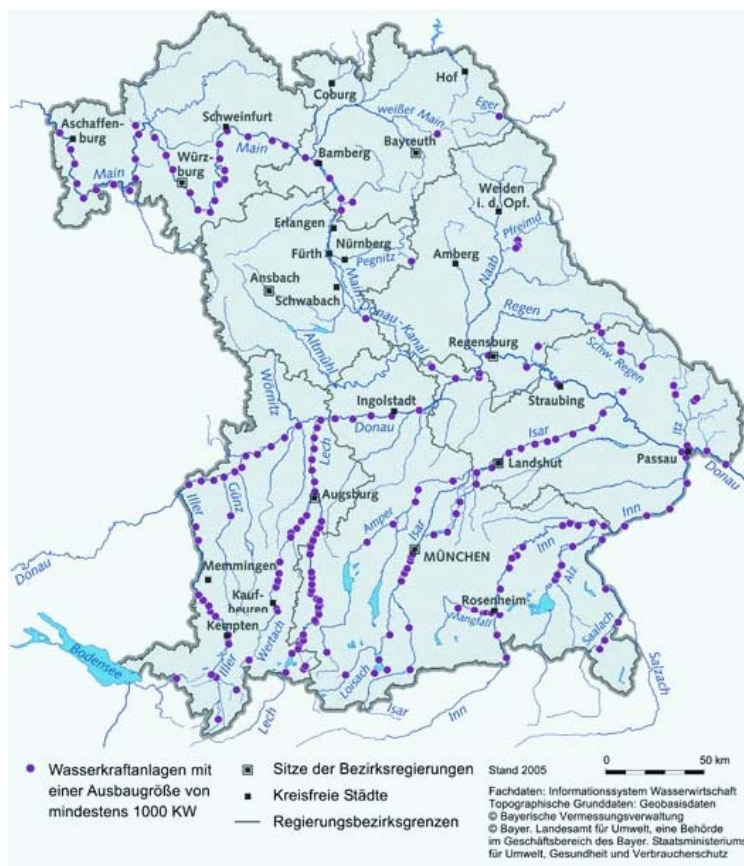 Hof
Coburg
Eger
weißer Main
Aschaffen-
burg
Schweinfurt
Main
Bayreuth
Würz-
burg
Bamberg
Main
Weiden
i. d. Opf.
Erlangen
Pfreimd
Nürnberg
Fürth
Pegnitz
Amberg
Naab
Ansbach
Schwabach
Main-Donau-Kanal
Regen
Altmühl
Regensburg
Schw. Regen
Wörnitz
Ingolstadt
Straubing
Donau
Isar
Ilz
Lech
Passau
Landshut
Donau
Iller
Günz
Augsburg
Amper
Isar
Inn
MÜNCHEN
Inn
Donau
Memmingen
Alz
Kauf-
beuren
Rosenheim
Mangfall
Kempten
Wertach
Saalach
Bodensee
Iller
Loisach
Salzach
Lech
Isar
Inn
Wasserkraftanlagen mit
einer Ausbaugröße von
mindestens 1000 KW
Sitze der Bezirksregierungen
Kreisfreie Städte
Regierungsbezirksgrenzen
Stand 2005
0 50 km
Fachdaten: Informationssystem Wasserwirtschaft
Topographische Grunddaten: Geobasisdaten
© Bayerische Vermessungsverwaltung
© Bayer. Landesamt für Umwelt, eine Behörde
im Geschäftsbereich des Bayer. Staatsministeriums
für Umwelt, Gesundheit und Verbraucherschutz